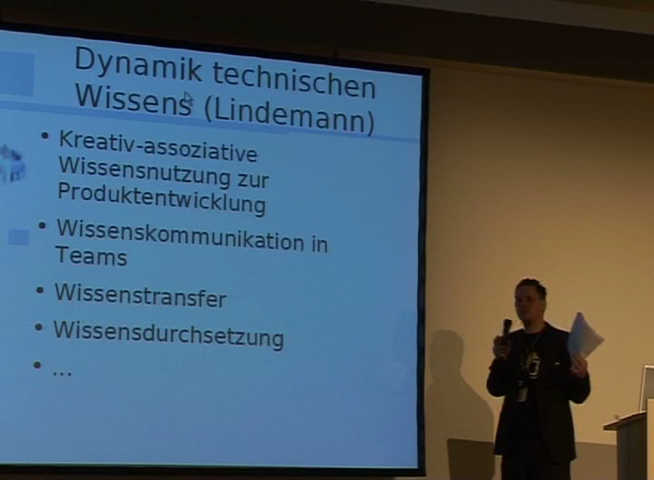 Dynamik technischen
Wissens (Lindemann)
• Kreativ-assoziative
Wissensnutzung zur
Produktentwicklung
• Wissenskommunikation in
Teams
• Wissenstransfer
• Wissensdurchsetzung
• ...